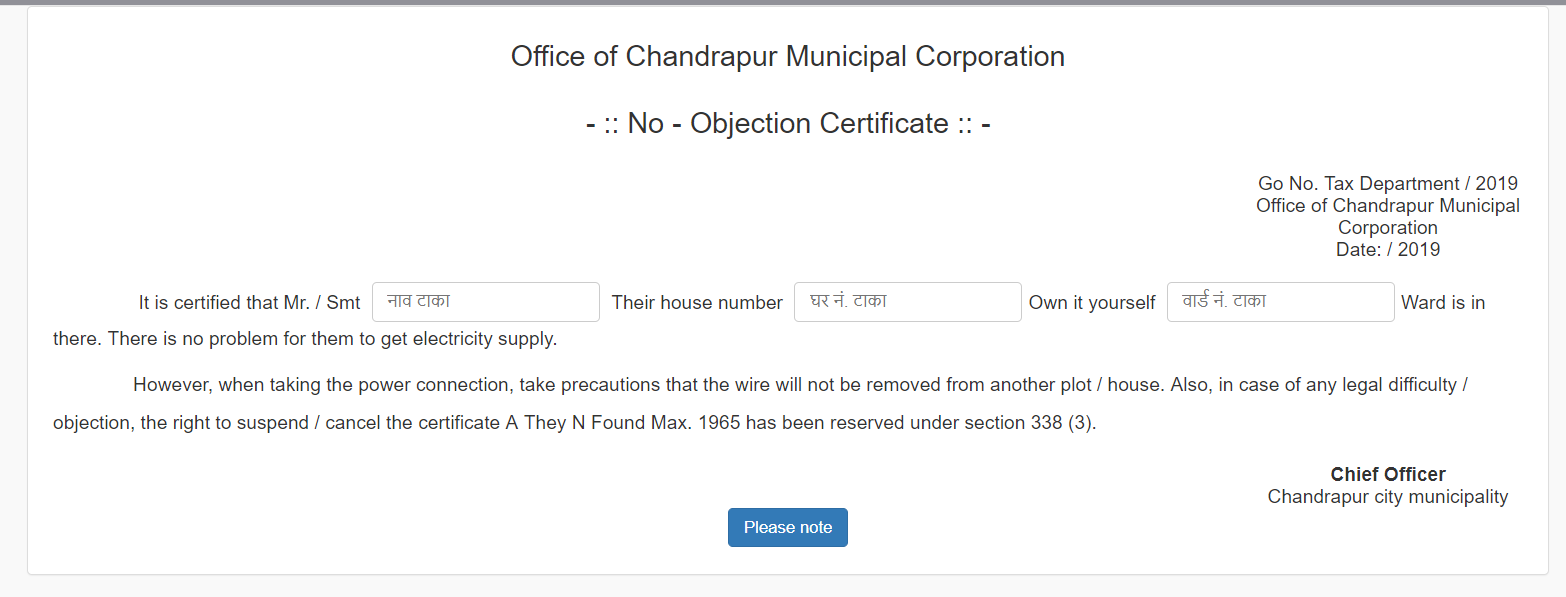 Office of Chandrapur Municipal Corporation
- :: No - Objection Certificate :: -
Go No. Tax Department / 2019
Office of Chandrapur Municipal
Corporation
Date: / 2019
It is certified that Mr. / Smt नाव टाका Their house number घर नं. टाका Own it yourself वार्ड नं. टाका Ward is in
there. There is no problem for them to get electricity supply.
However, when taking the power connection, take precautions that the wire will not be removed from another plot / house. Also, in case of any legal difficulty /
objection, the right to suspend / cancel the certificate A They N Found Max. 1965 has been reserved under section 338 (3).
Chief Officer
Chandrapur city municipality
Please note